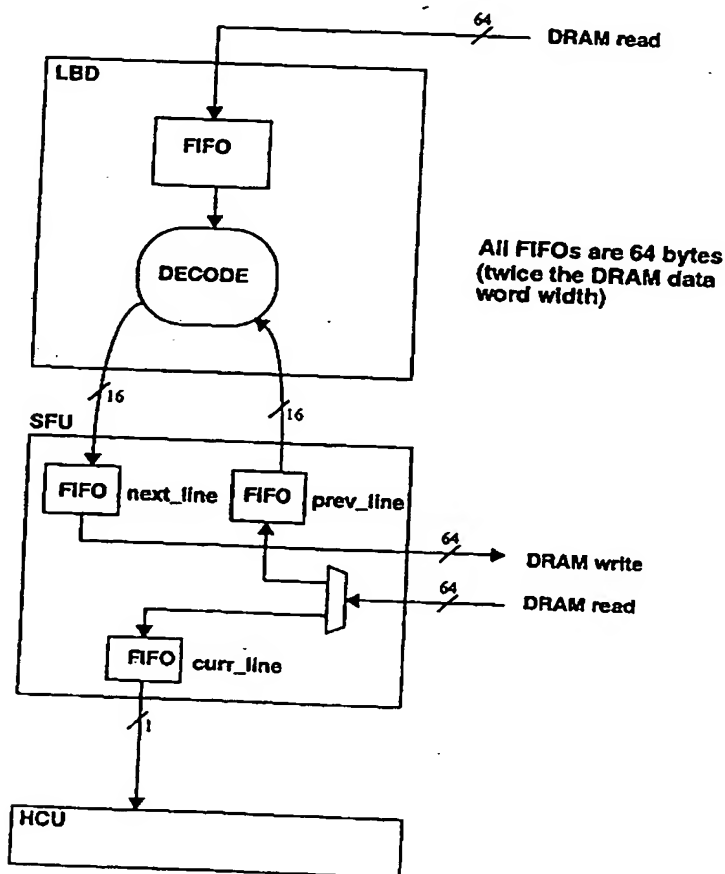 64
DRAM read
LBD
FIFO
DECODE
All FIFOs are 64 bytes
(twice the DRAM data
word width)
16
16
SFU
FIFO
next_line
FIFO
prev_line
64
DRAM write
64
DRAM read
FIFO
curr_line
1
HCU